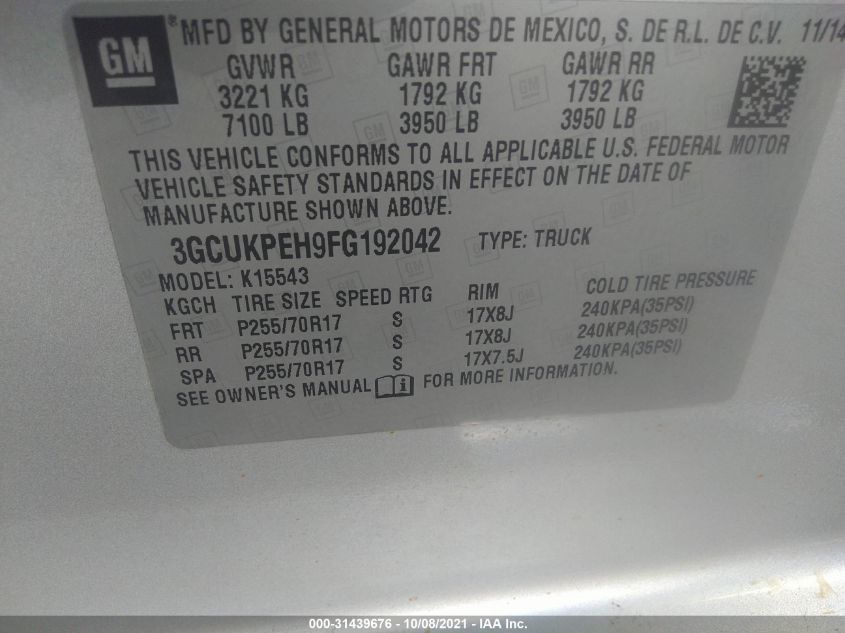 GM ® MFD BY GENERAL MOTORS DE MEXICO, S. DE R.L. DE C.V. 11/14
GVWR GAWR FRT GAWR RR
3221 KG 1792 KG 1792 KG
7100 LB 3950 LB 3950 LB
THIS VEHICLE CONFORMS TO ALL APPLICABLE U.S. FEDERAL MOTOR
VEHICLE SAFETY STANDARDS IN EFFECT ON THE DATE OF
MANUFACTURE SHOWN ABOVE.
3GCUKPEH9FG192042 TYPE: TRUCK
MODEL: K15543
KGCH TIRE SIZE SPEED RTG RIM COLD TIRE PRESSURE
FRT P255/70R17 S 17X8J 240KPA(35PSI)
RR P255/70R17 S 17X8J 240KPA(35PSI)
SPA P255/70R17 S 17X7.5J 240KPA(35PSI)
SEE OWNER'S MANUAL i FOR MORE INFORMATION.
000-31439676 - 10/08/2021 - IAA Inc.